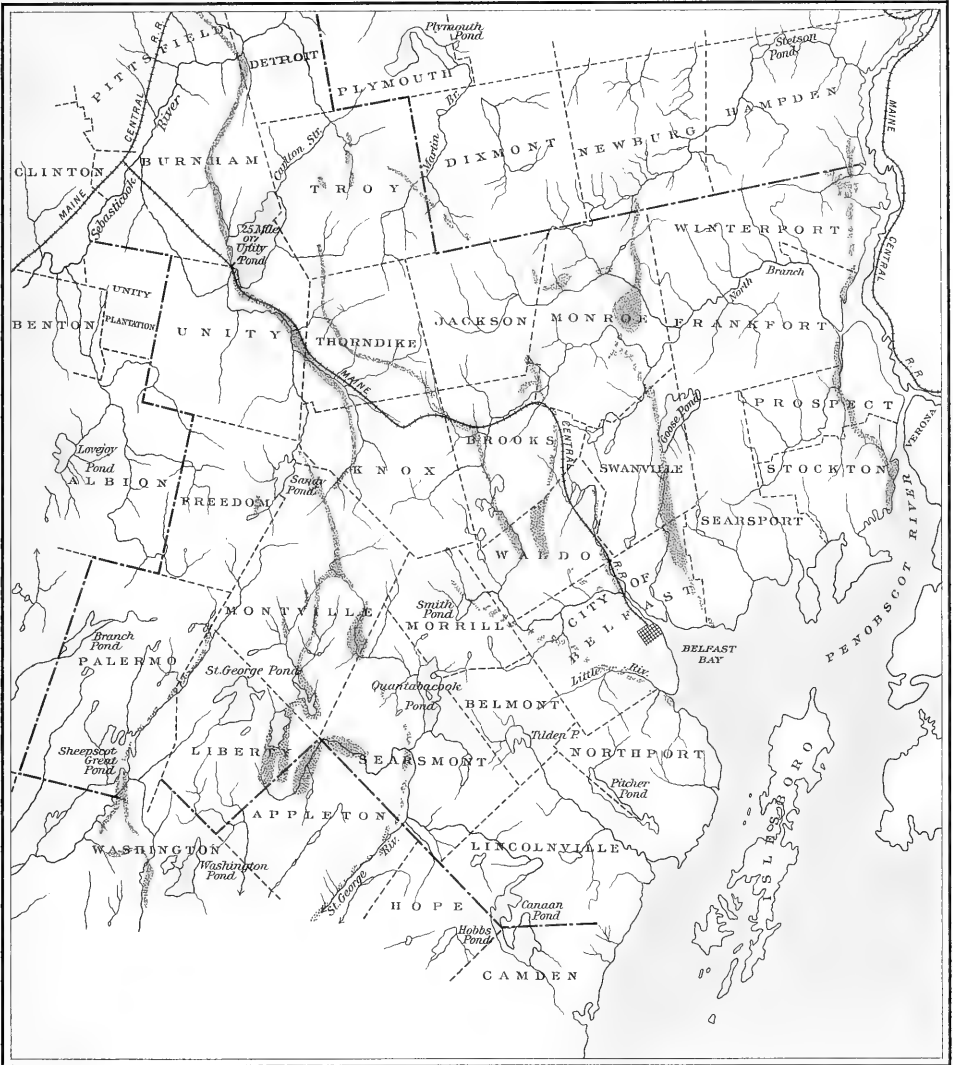 PITTSFIELD
CENTRAL
R.R.
DETROIT
PLYMOUTH
Plymouth
Pond
Stetson
Pond
HAMPDEN
MAINE
CLINTON
MAINE
River
Sebasticook
BURNHAM
Carlton Str.
TROY
Martin
Br.
DIXMONT
NEWBURG
25 Mile
or
Unity
Pond
WINTERPORT
North
Branch
CENTRAL
R.R.
BENTON
UNITY
PLANTATION
UNITY
THORNDIKE
MAINE
JACKSON
MONROE
FRANKFORT
PROSPECT
VERONA
Lovejoy
Pond
ALBION
FREEDOM
Sandy
Pond
KNOX
BROOKS
CENTRAL
R.R.
Goose Pond
SWANVILLE
STOCKTON
SEARSPORT
WALDO
PENOBSCOT RIVER
Branch
Pond
PALERMO
MONTVILLE
Smith
Pond
MORRILL
CITY OF
BELFAST
BELFAST
BAY
St. George Pond
Quantabacook
Pond
BELMONT
Little Riv.
Sheepscot
Great
Pond
LIBERTY
SEARSMONT
Tilden P.
NORTHPORT
Pitcher
Pond
APPLETON
WASHINGTON
Washington
Pond
St. George
Riv.
LINCOLNVILLE
HOPE
Canaan
Pond
Hobbs
Pond
CAMDEN
ISLESBORO